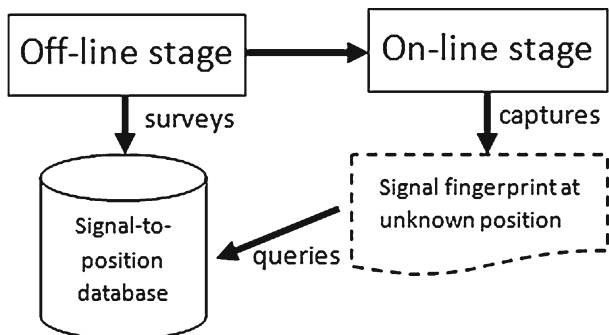 Off-line stage
On-line stage
surveys
captures
Signal-to-
position
database
Signal fingerprint at
unknown position
queries